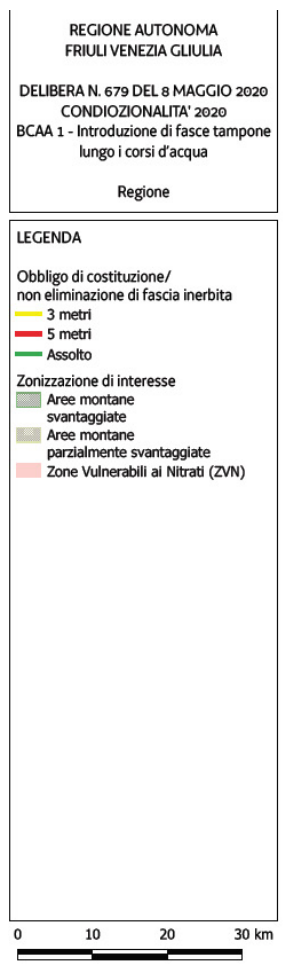 REGIONE AUTONOMA
FRIULI VENEZIA GLIULIA
DELIBERA N. 679 DEL 8 MAGGIO 2020
CONDIOZIONALITA' 2020
BCAA 1 - Introduzione di fasce tampone
lungo i corsi d'acqua
Regione
LEGENDA
Obbligo di costituzione/
non eliminazione di fascia inerbita
3 metri
5 metri
Assolto
Zonizzazione di interesse
Aree montane
svantaggiate
Aree montane
parzialmente svantaggiate
Zone Vulnerabili ai Nitrati (ZVN)
0 10 20 30 km